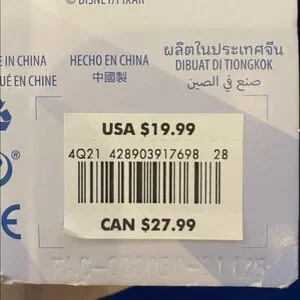 © DISNEY/PIXAR
E IN CHINA
HECHO EN CHINA
ผลิตในประเทศจีน
QUÉ EN CHINE
中國製
DIBUAT DI TIONGKOK
صنع في الصين
USA $19.99
4Q21 428903917698 28
CAN $27.99